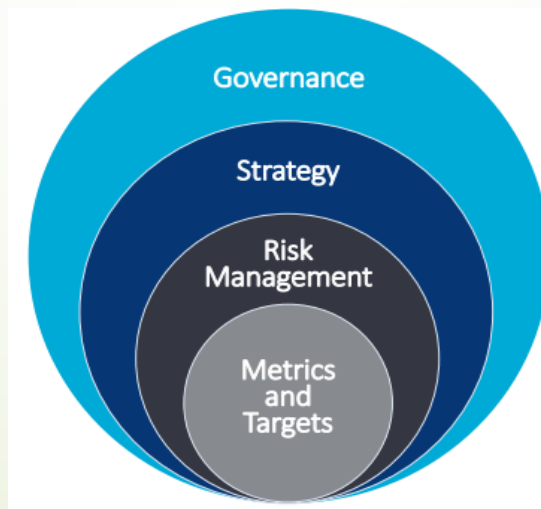 Governance
Strategy
Risk
Management
Metrics
and
Targets